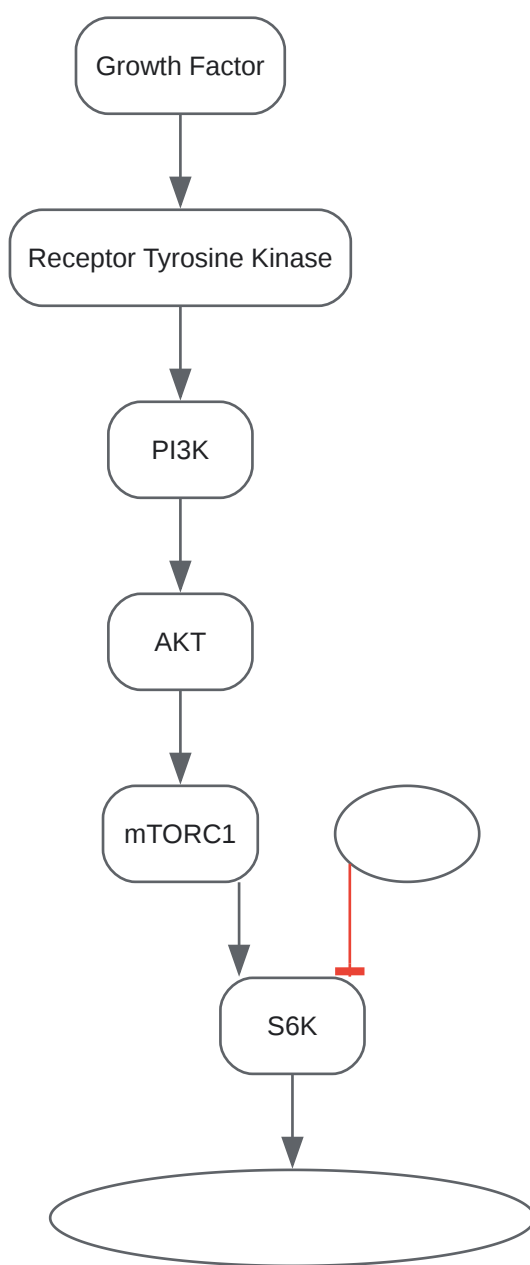 Growth Factor
Receptor Tyrosine Kinase
PI3K
AKT
mTORC1
S6K